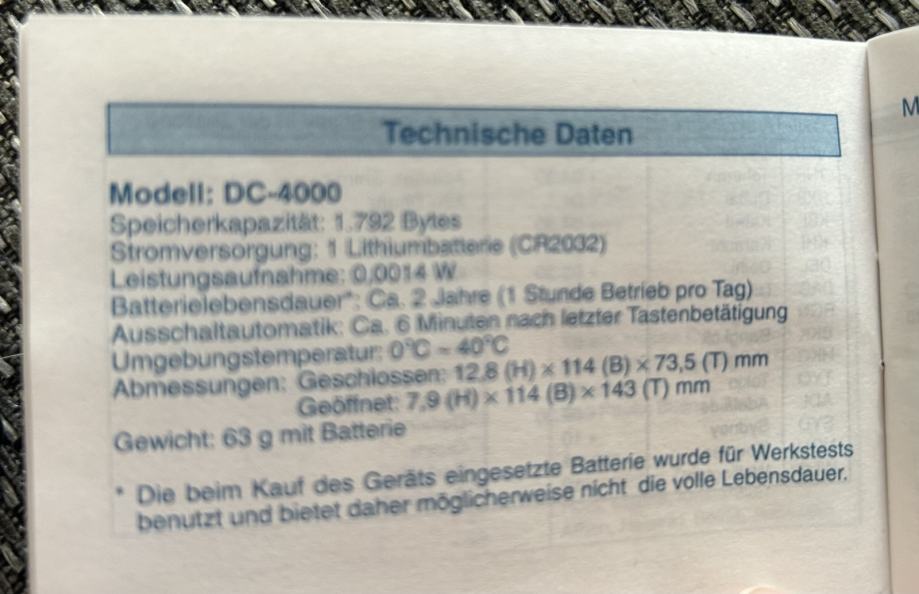 Technische Daten
Modell: DC-4000
Speicherkapazität: 1.792 Bytes
Stromversorgung: 1 Lithiumbatterie (CR2032)
Leistungsaufnahme: 0,0014 W
Batterielebensdauer*: Ca. 2 Jahre (1 Stunde Betrieb pro Tag)
Ausschaltautomatik: Ca. 6 Minuten nach letzter Tastenbetätigung
Umgebungstemperatur: 0°C ~ 40°C
Abmessungen: Geschlossen: 12,8 (H) × 114 (B) × 73,5 (T) mm
Geöffnet: 7,9 (H) × 114 (B) × 143 (T) mm
Gewicht: 63 g mit Batterie
* Die beim Kauf des Geräts eingesetzte Batterie wurde für Werkstests
benutzt und bietet daher möglicherweise nicht die volle Lebensdauer.